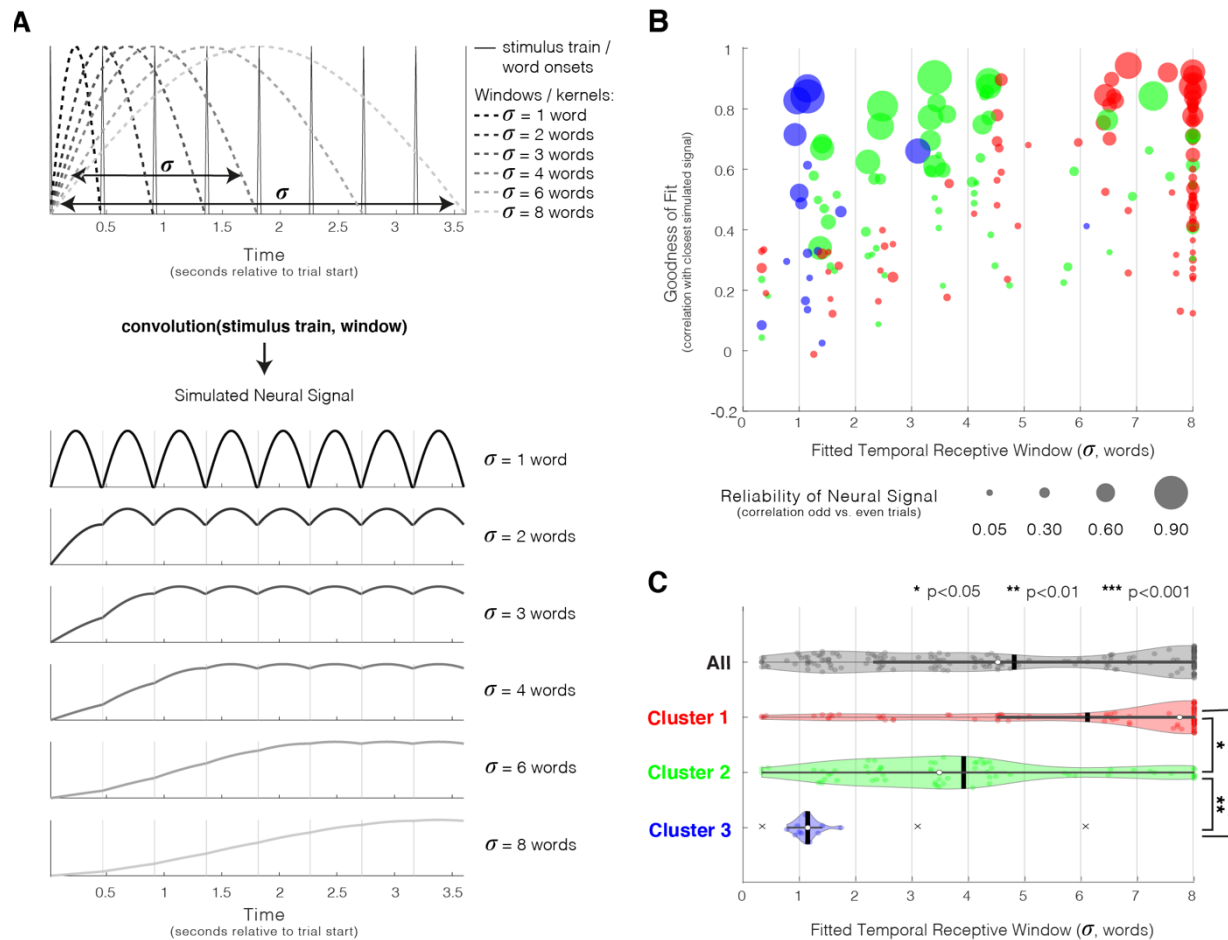 A
stimulus train /
word onsets
Windows / kernels:
σ = 1 word
σ = 2 words
σ = 3 words
σ = 4 words
σ = 6 words
σ = 8 words
σ
σ
0.5 1 1.5 2 2.5 3 3.5
Time
(seconds relative to trial start)
convolution(stimulus train, window)
Simulated Neural Signal
σ = 1 word
σ = 2 words
σ = 3 words
σ = 4 words
σ = 6 words
σ = 8 words
0.5 1 1.5 2 2.5 3 3.5
Time
(seconds relative to trial start)
B
Goodness of Fit
(correlation with closest simulated signal)
1
0.8
0.6
0.4
0.2
0
-0.2
0 1 2 3 4 5 6 7 8
Fitted Temporal Receptive Window (σ, words)
Reliability of Neural Signal
(correlation odd vs. even trials)
0.05 0.30 0.60 0.90
C
* p<0.05 ** p<0.01 *** p<0.001
All
Cluster 1
Cluster 2
Cluster 3
*
**
0 1 2 3 4 5 6 7 8
Fitted Temporal Receptive Window (σ, words)